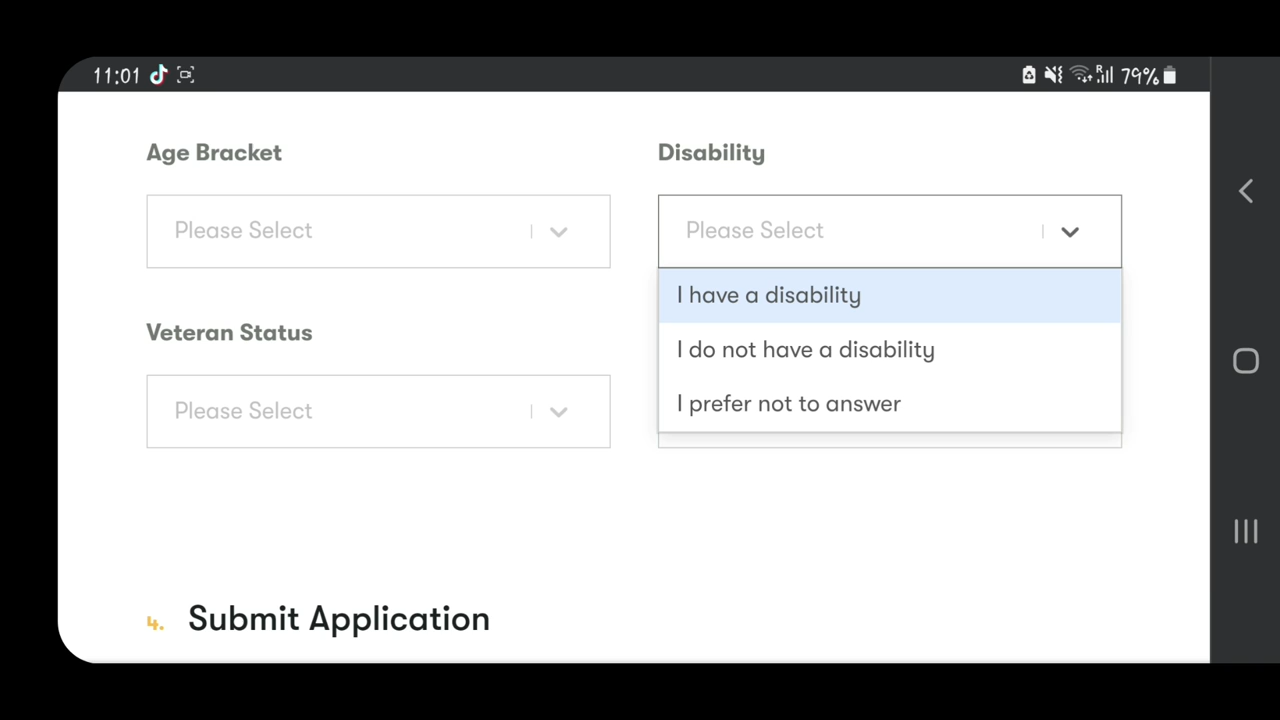 11:01
R
79%
Age Bracket
Disability
Please Select
Please Select
I have a disability
I do not have a disability
I prefer not to answer
Veteran Status
Please Select
4. Submit Application